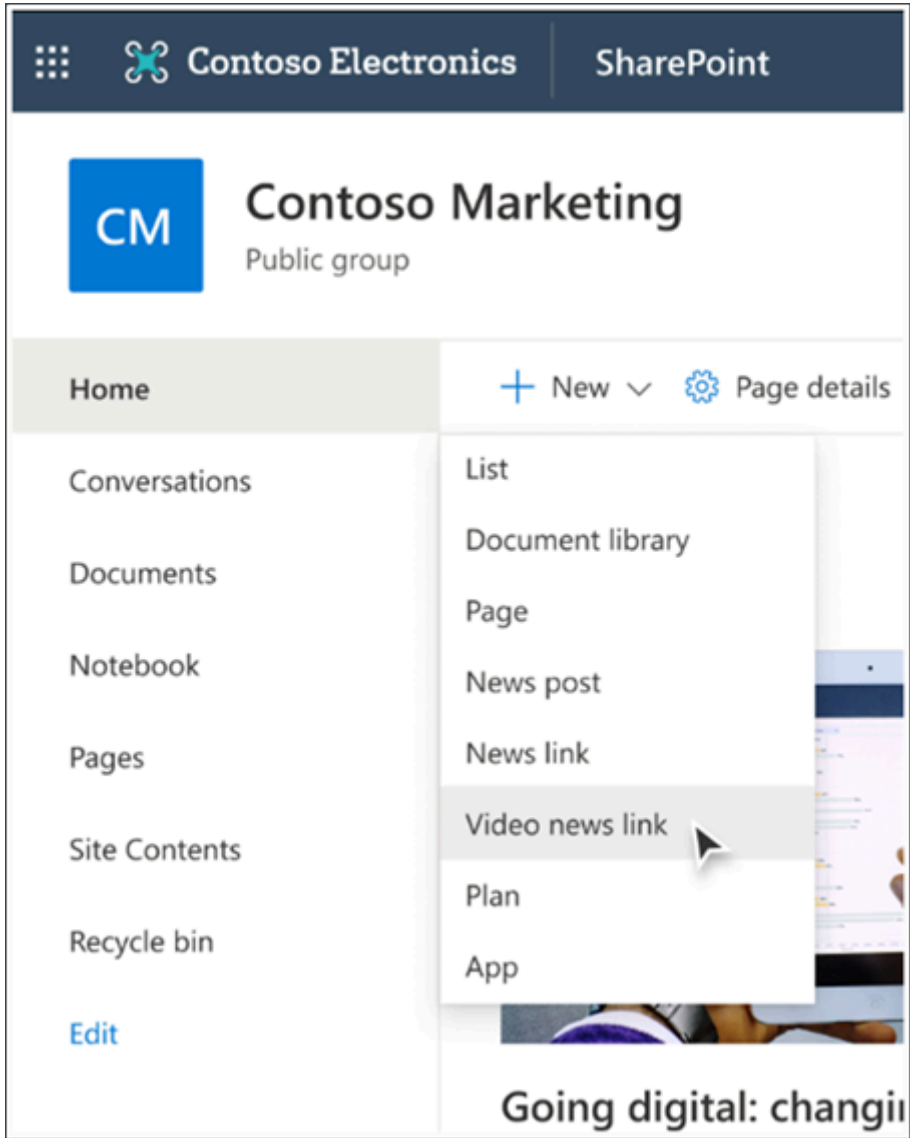 Contoso Electronics SharePoint
CM
Contoso Marketing
Public group
Home
Conversations
Documents
Notebook
Pages
Site Contents
Recycle bin
Edit
New Page details
List
Document library
Page
News post
News link
Video news link
Plan
App
Going digital: